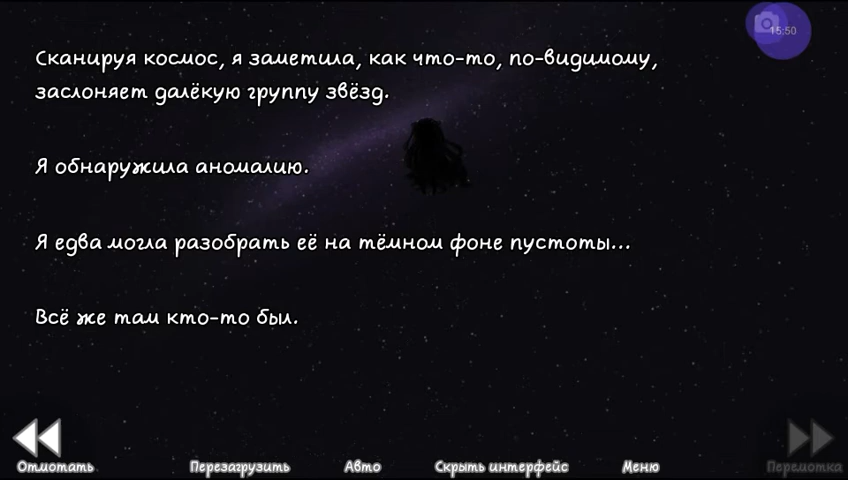 15:50
Сканируя космос, я заметила, как что-то, по-видимому,
заслоняет далёкую группу звёзд.
Я обнаружила аномалию.
Я едва могла разобрать её на тёмном фоне пустоты...
Всё же там кто-то был.
Отмотать
Перезагрузить
Авто
Скрыть интерфейс
Меню
Перемотка